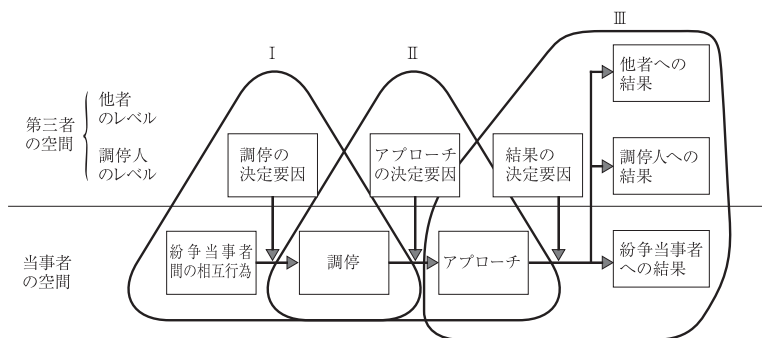 Ⅰ
Ⅱ
Ⅲ
第三者
の空間
他者
のレベル
調停人
のレベル
調停の
決定要因
アプローチ
の決定要因
結果の
決定要因
他者への
結果
調停人への
結果
当事者
の空間
紛争当事者
間の相互行為
調停
アプローチ
紛争当事者
への結果